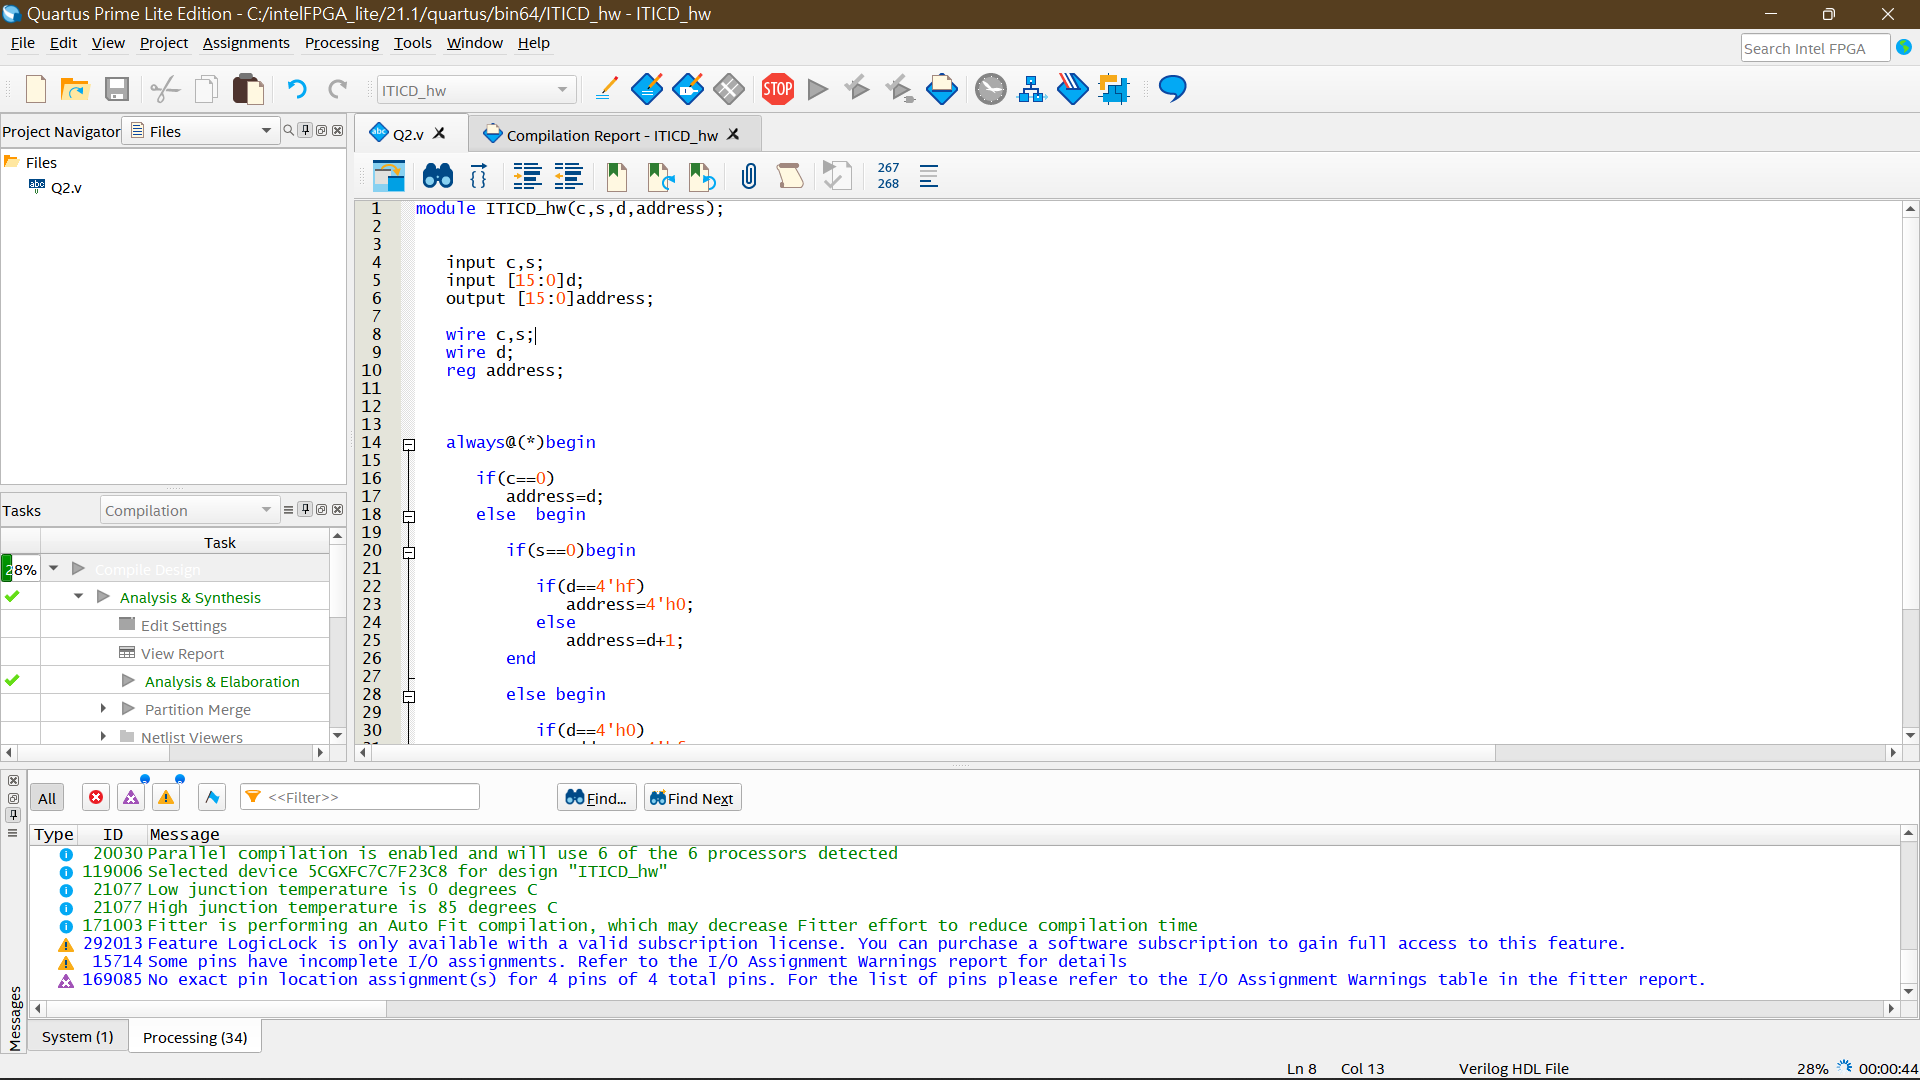 Quartus Prime Lite Edition - C:/intelFPGA_lite/21.1/quartus/bin64/ITICD_hw - ITICD_hw
File Edit View Project Assignments Processing Tools Window Help
Search Intel FPGA
ITICD_hw
STOP
Project Navigator Files
Files
Q2.v
Q2.v
Compilation Report - ITICD_hw
267
268
1 module ITICD_hw(c,s,d,address);
2
3
4 input c,s;
5 input [15:0]d;
6 output [15:0]address;
7
8 wire c,s;
9 wire d;
10 reg address;
11
12
13
14 always@(*)begin
15
16 if(c==0)
17 address=d;
18 else begin
19
20 if(s==0)begin
21
22 if(d==4'hf)
23 address=4'h0;
24 else
25 address=d+1;
26 end
27
28 else begin
29
30 if(d==4'h0)
Tasks Compilation
Task
28% Compile Design
Analysis & Synthesis
Edit Settings
View Report
Analysis & Elaboration
Partition Merge
Netlist Viewers
All <<Filter>> Find... Find Next
Type ID Message
20030 Parallel compilation is enabled and will use 6 of the 6 processors detected
119006 Selected device 5CGXFC7C7F23C8 for design "ITICD_hw"
21077 Low junction temperature is 0 degrees C
21077 High junction temperature is 85 degrees C
171003 Fitter is performing an Auto Fit compilation, which may decrease Fitter effort to reduce compilation time
292013 Feature LogicLock is only available with a valid subscription license. You can purchase a software subscription to gain full access to this feature.
15714 Some pins have incomplete I/O assignments. Refer to the I/O Assignment Warnings report for details
169085 No exact pin location assignment(s) for 4 pins of 4 total pins. For the list of pins please refer to the I/O Assignment Warnings table in the fitter report.
Messages
System (1) Processing (34)
Ln 8 Col 13 Verilog HDL File 28% 00:00:44